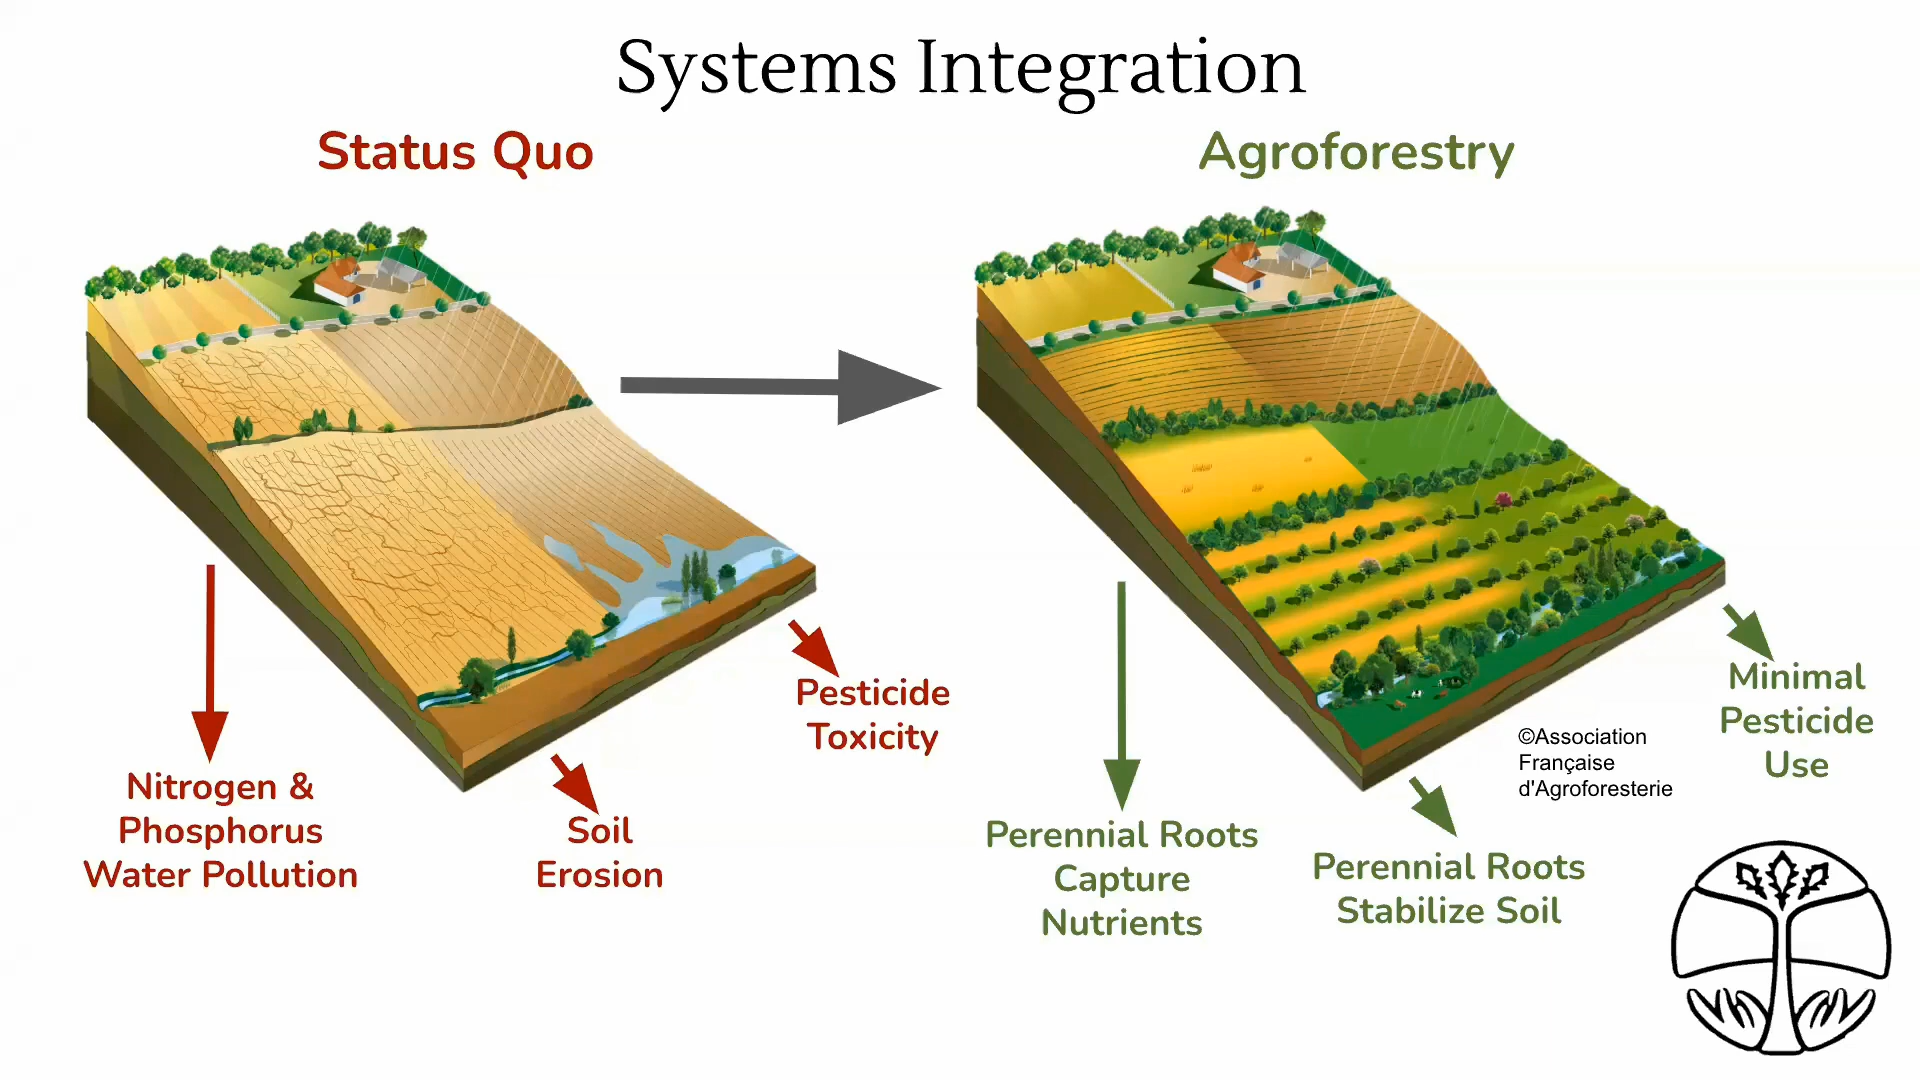 Systems Integration
Status Quo
Agroforestry
Nitrogen &
Phosphorus
Water Pollution
Soil
Erosion
Pesticide
Toxicity
Perennial Roots
Capture
Nutrients
Perennial Roots
Stabilize Soil
Minimal
Pesticide
Use
©Association
Française
d'Agroforesterie